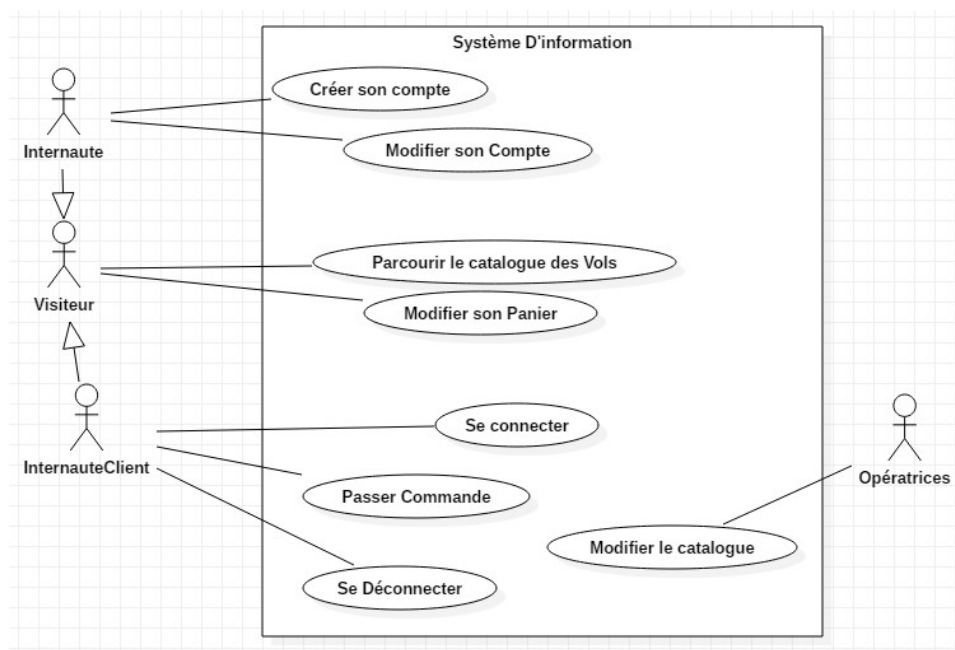 Système D'information
Créer son compte
Modifier son Compte
Internaute
Parcourir le catalogue des Vols
Modifier son Panier
Visiteur
Se connecter
InternauteClient
Passer Commande
Opératrices
Modifier le catalogue
Se Déconnecter